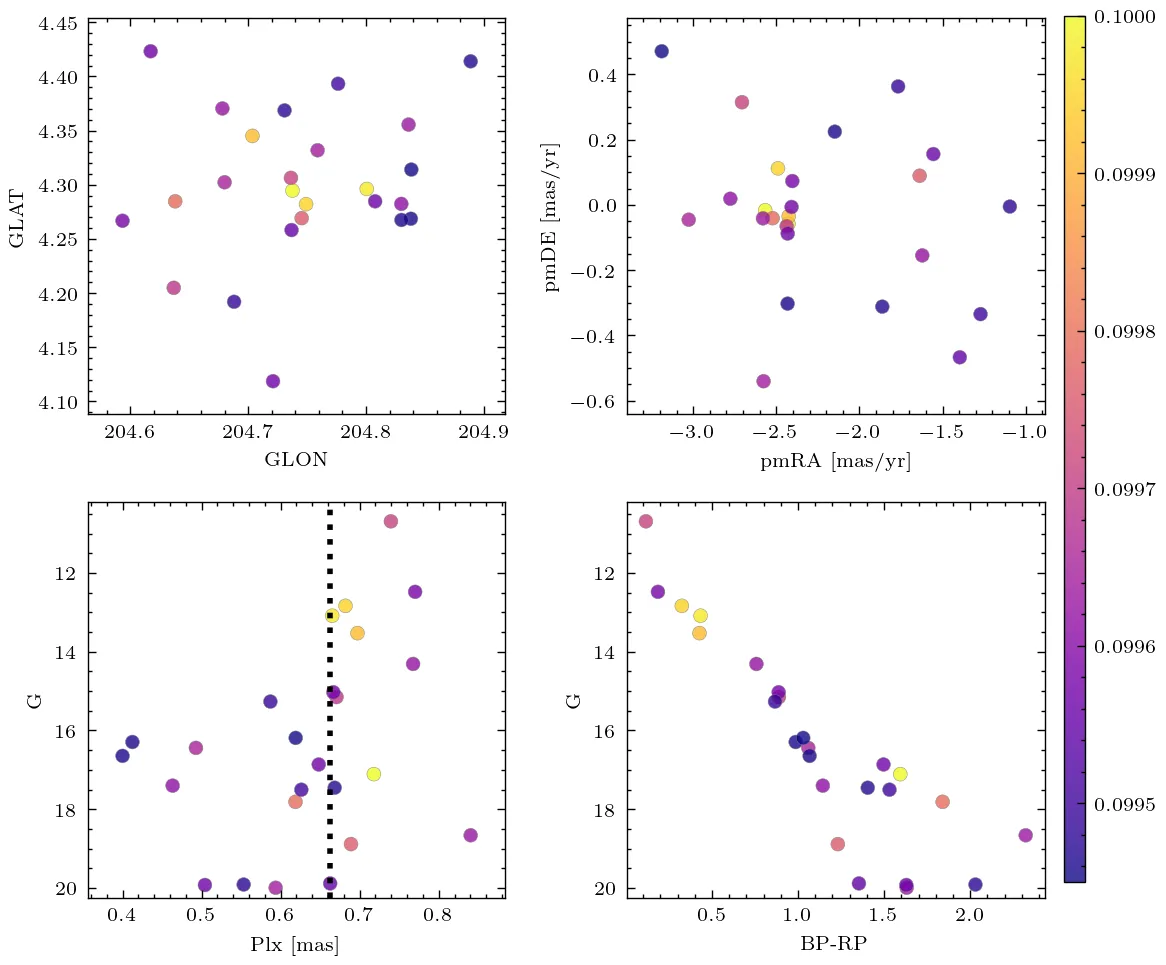 4.45
4.40
4.35
4.30
4.25
4.20
4.15
4.10
GLAT
204.6 204.7 204.8 204.9
GLON
0.4
0.2
0.0
−0.2
−0.4
−0.6
pmDE [mas/yr]
−3.0 −2.5 −2.0 −1.5 −1.0
pmRA [mas/yr]
12
14
16
18
20
G
0.4 0.5 0.6 0.7 0.8
Plx [mas]
12
14
16
18
20
G
0.5 1.0 1.5 2.0
BP-RP
0.1000
0.0999
0.0998
0.0997
0.0996
0.0995